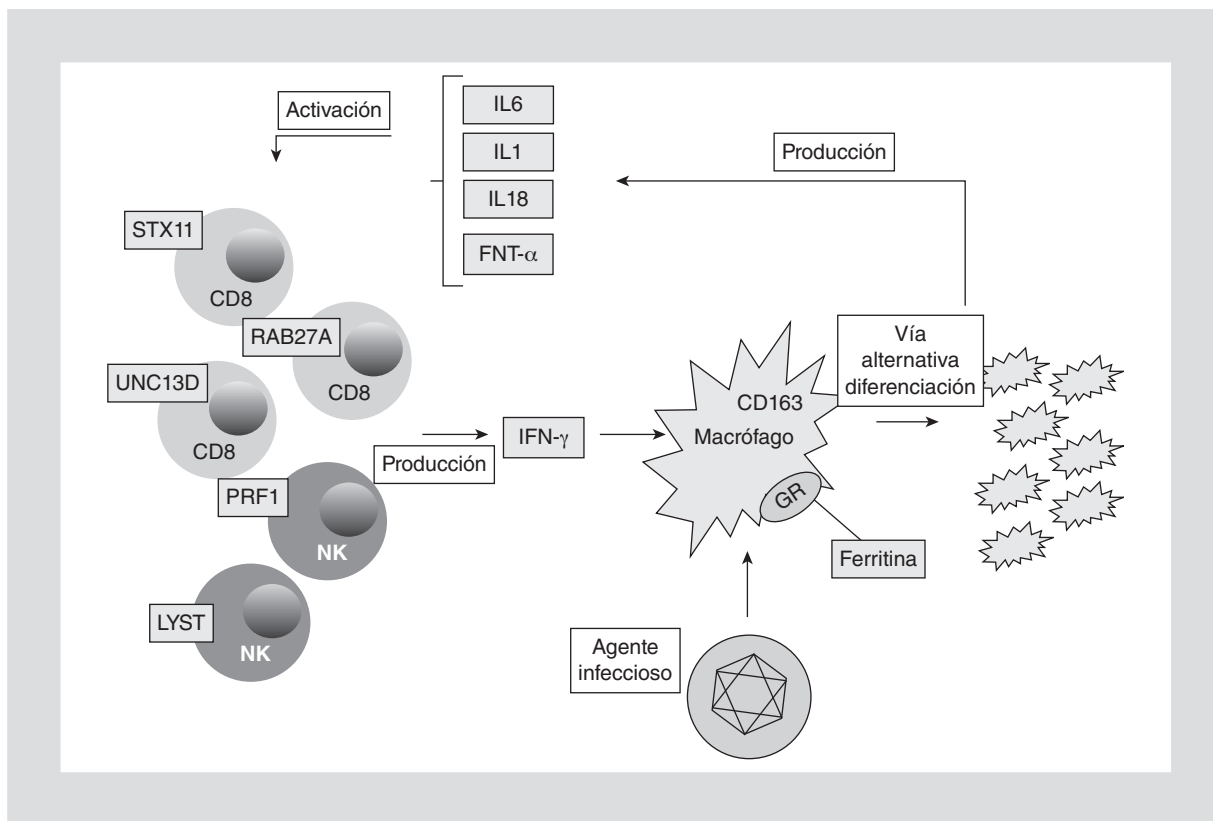 Activación
IL6
IL1
IL18
FNT-α
Producción
STX11
CD8
RAB27A
CD8
UNC13D
CD8
PRF1
NK
LYST
NK
Producción
IFN-γ
CD163
Macrófago
GR
Ferritina
Vía
alternativa
diferenciación
Agente
infeccioso